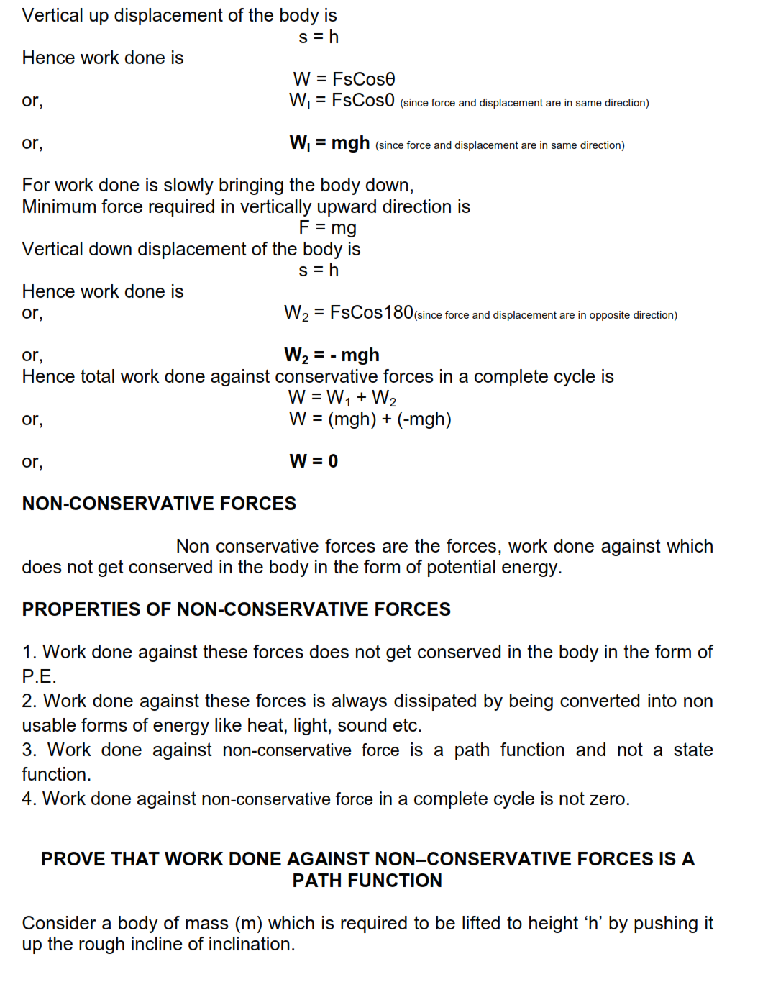 Vertical up displacement of the body is
s = h
Hence work done is
W = FsCosθ
or, W₁ = FsCos0 (since force and displacement are in same direction)
or, W₁ = mgh (since force and displacement are in same direction)
For work done is slowly bringing the body down,
Minimum force required in vertically upward direction is
F = mg
Vertical down displacement of the body is
s = h
Hence work done is
or, W₂ = FsCos180(since force and displacement are in opposite direction)
or, W₂ = - mgh
Hence total work done against conservative forces in a complete cycle is
W = W₁ + W₂
or, W = (mgh) + (-mgh)
or, W = 0
NON-CONSERVATIVE FORCES
Non conservative forces are the forces, work done against which
does not get conserved in the body in the form of potential energy.
PROPERTIES OF NON-CONSERVATIVE FORCES
1. Work done against these forces does not get conserved in the body in the form of
P.E.
2. Work done against these forces is always dissipated by being converted into non
usable forms of energy like heat, light, sound etc.
3. Work done against non-conservative force is a path function and not a state
function.
4. Work done against non-conservative force in a complete cycle is not zero.
PROVE THAT WORK DONE AGAINST NON–CONSERVATIVE FORCES IS A
PATH FUNCTION
Consider a body of mass (m) which is required to be lifted to height ‘h’ by pushing it
up the rough incline of inclination.